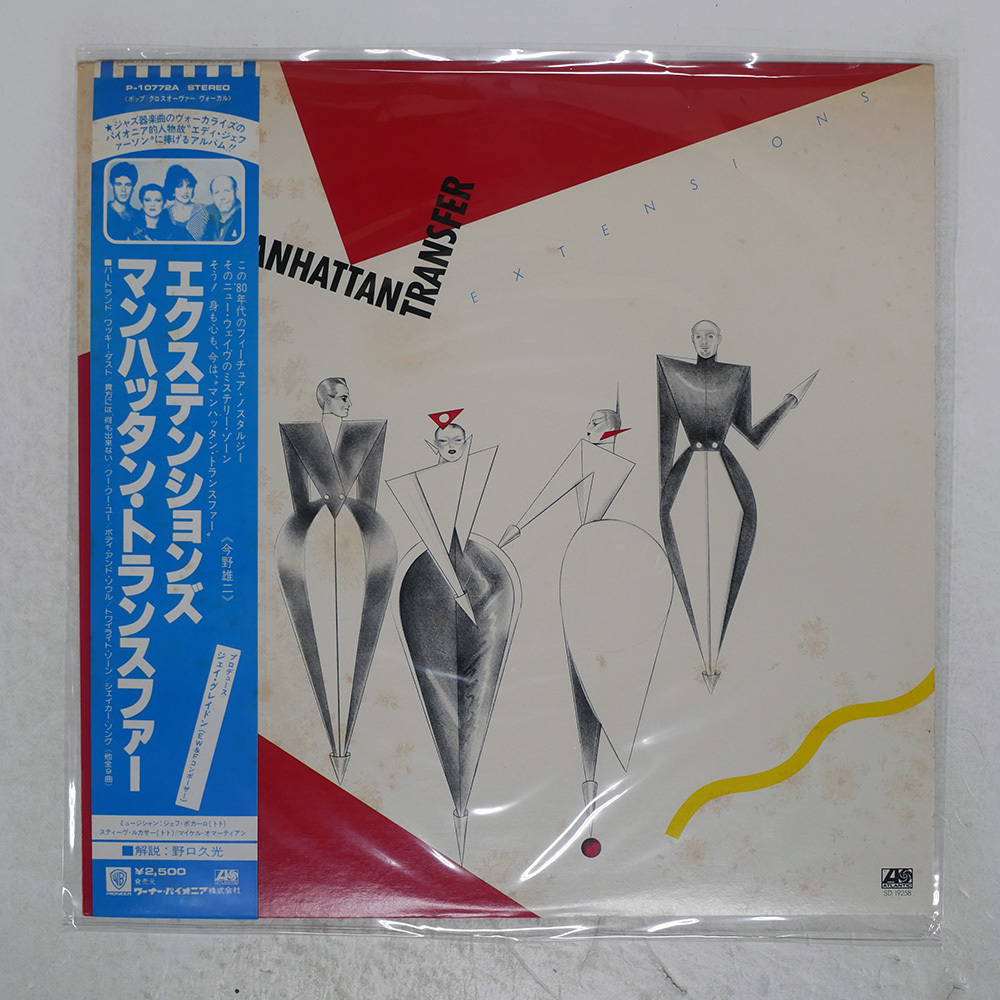 P-10772A STEREO
〈ポップ/クロスオーヴァー ヴォーカル〉
★ジャズ器楽曲のヴォーカライズの
パイオニア的人物故“エディ・ジェフ
ァーソン”に捧げるアルバム!!
この’80年代のフィーチュア・ノスタルジー
そのニュー・ウェイヴのミステリー・ゾーン
そう! 身も心も、今は、“マンハッタン・トランスファー”
《今野雄二》
エクステンションズ
マンハッタン・トランスファー
■バードランド/ワッキー・ダスト/貴方には何も出来ない/クー・クー・ユー/ボディ・アンド・ソウル/トワイライト・ゾーン/シェイカー・ソング(他全9曲)
プロデュース
ジェイ・グレイドン(EW&Fコンポーザー)
ミュージシャン:ジェフ・ポカーロ(トト)
スティーヴ・ルカサー(トト)/マイケル・オマーティアン
■解説:野口久光
¥2,500
発売元
ワーナー・パイオニア株式会社
WB
PIONEER
ATLANTIC
ANHATTAN
TRANSFER
EXTENSIONS
ATLANTIC
SD 19258